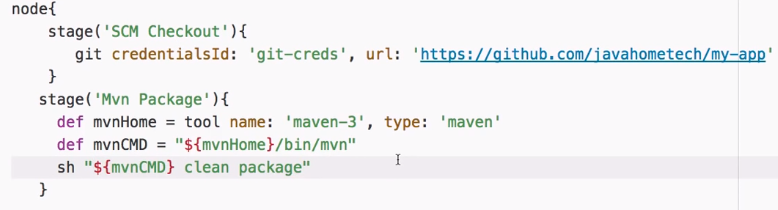 node{
    stage('SCM Checkout'){
       git credentialsId: 'git-creds', url: 'https://github.com/javahometech/my-app'
    }
   stage('Mvn Package'){
     def mvnHome = tool name: 'maven-3', type: 'maven'
     def mvnCMD = "${mvnHome}/bin/mvn"
     sh "${mvnCMD} clean package"
   }